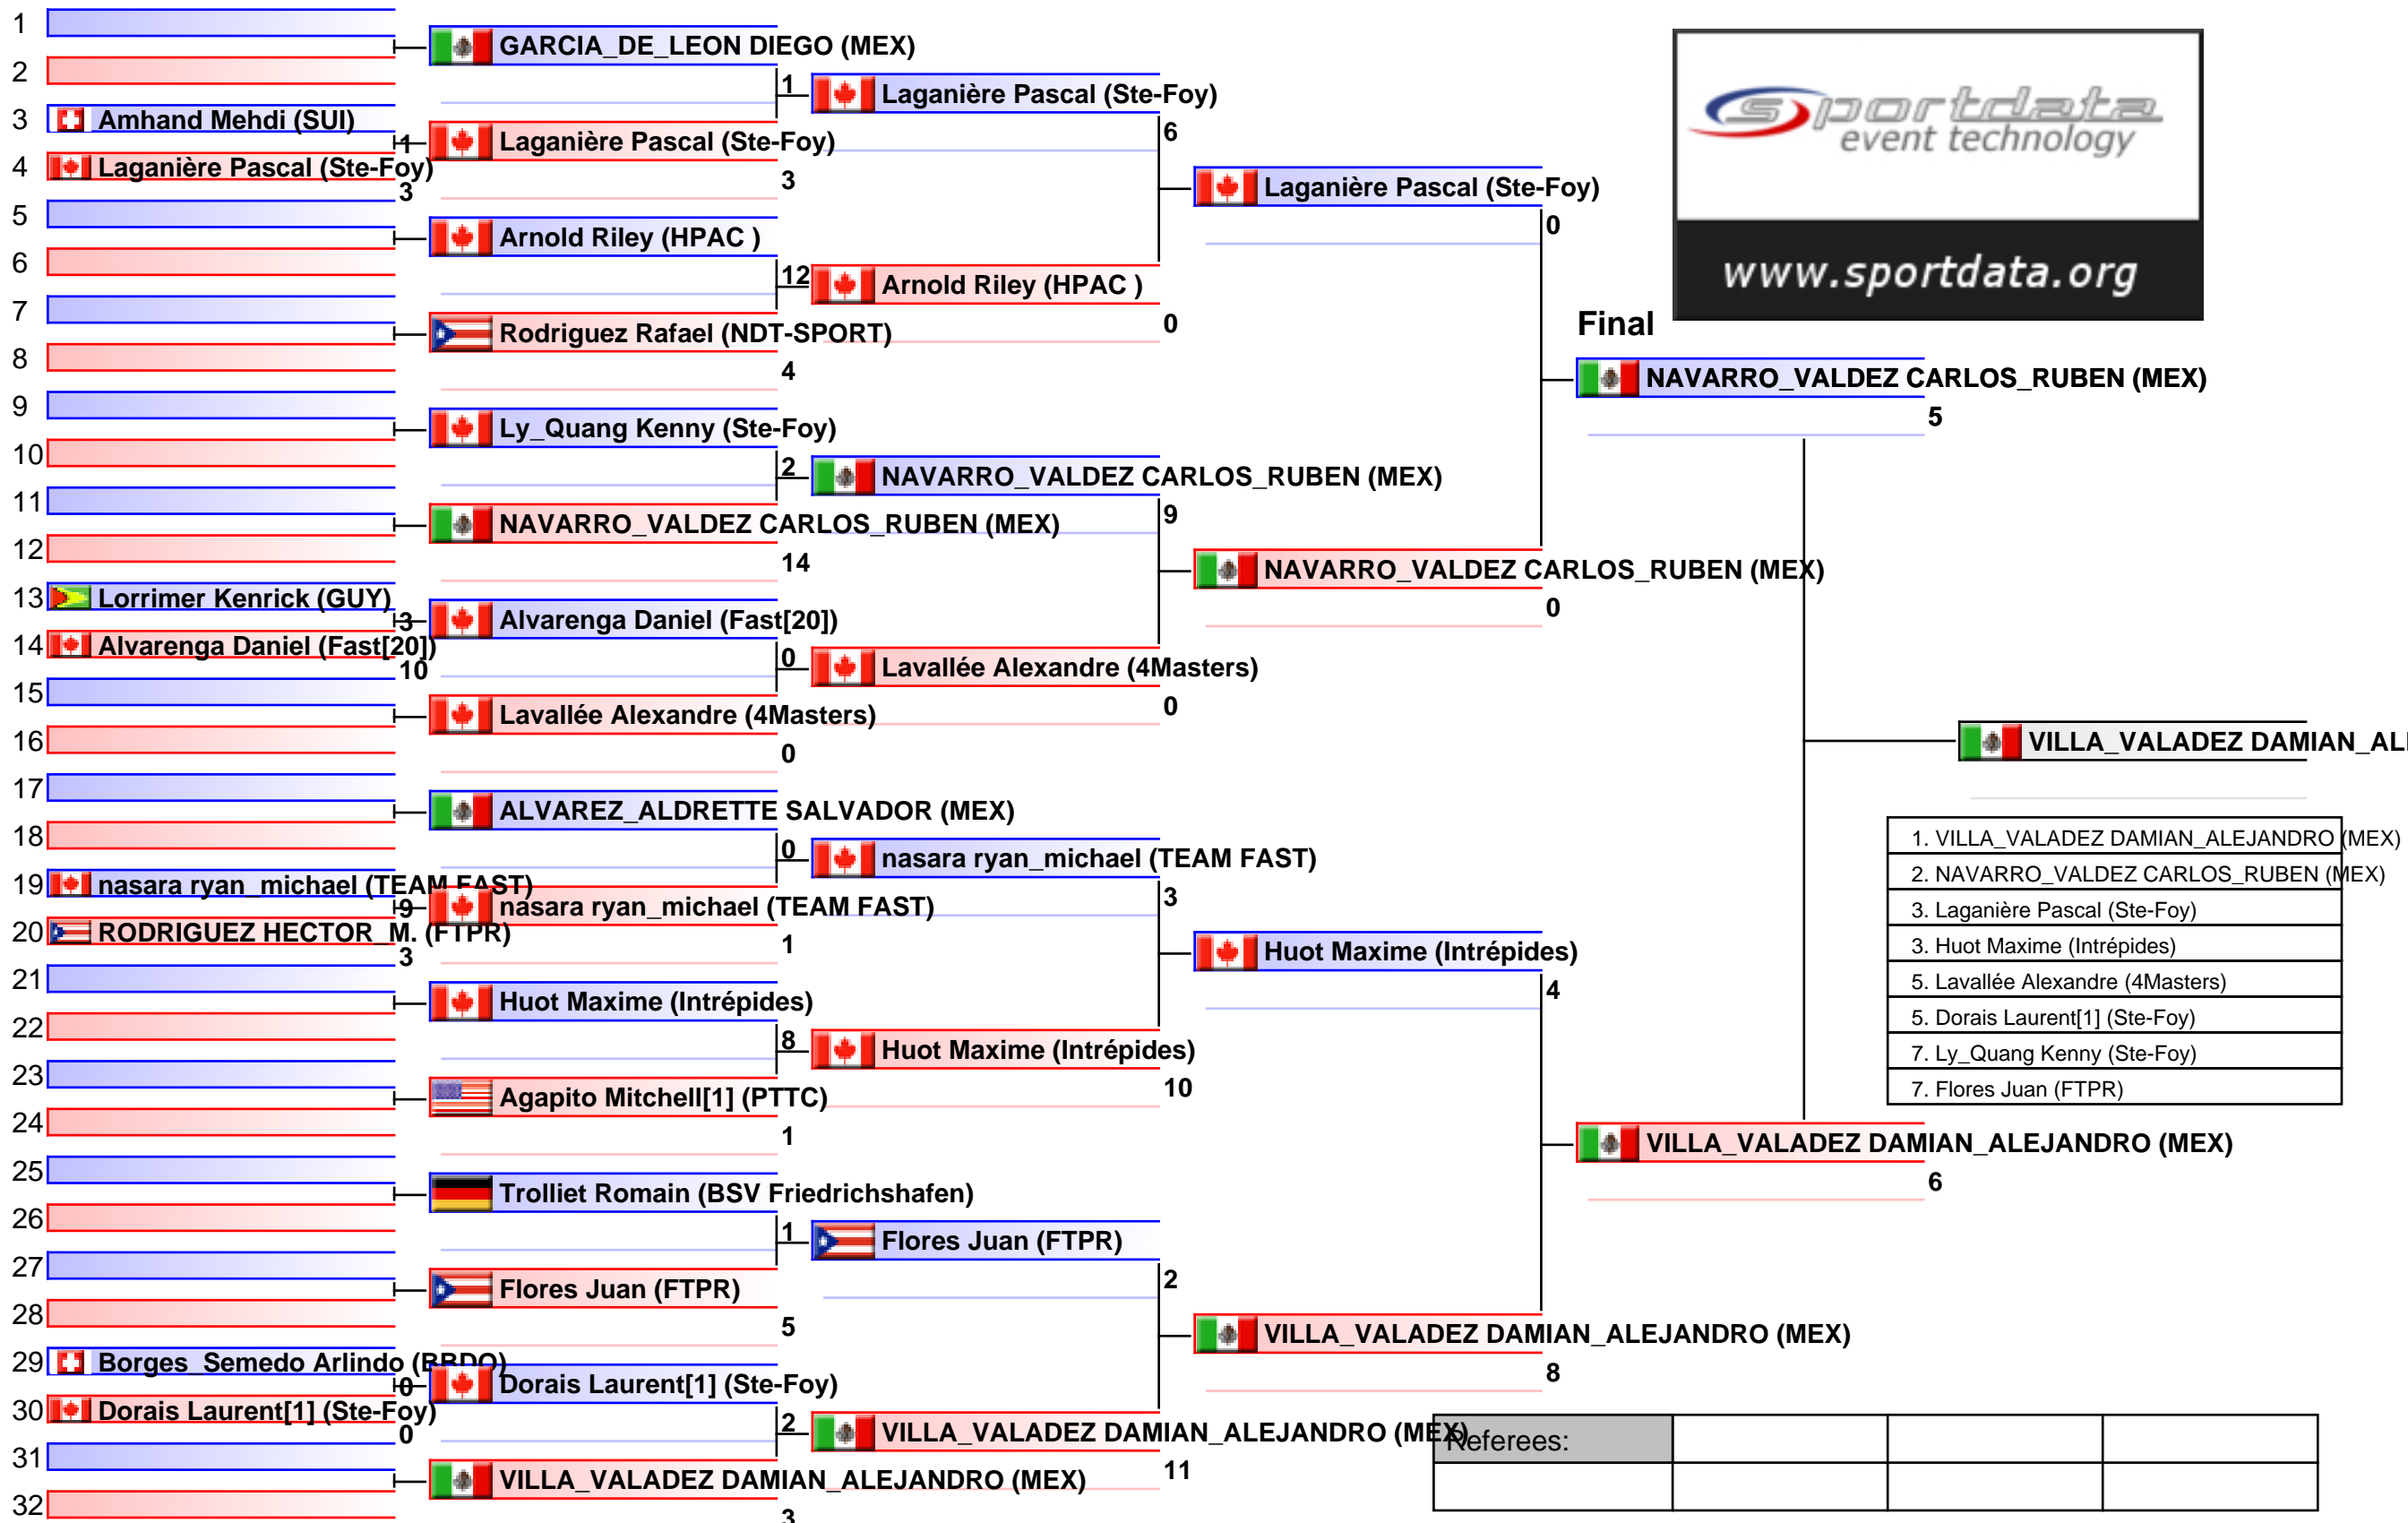 1
GARCIA_DE_LEON DIEGO (MEX)
2
1
Laganière Pascal (Ste-Foy)
3 Amhand Mehdi (SUI)
1
Laganière Pascal (Ste-Foy)
6
4 Laganière Pascal (Ste-Foy)
3
3
Laganière Pascal (Ste-Foy)
5
0
Arnold Riley (HPAC )
6
12
Arnold Riley (HPAC )
7
0
Rodriguez Rafael (NDT-SPORT)
8
4
sportdata
event technology
www.sportdata.org
Final
NAVARRO_VALDEZ CARLOS_RUBEN (MEX)
5
9
Ly_Quang Kenny (Ste-Foy)
10
2
NAVARRO_VALDEZ CARLOS_RUBEN (MEX)
11
9
NAVARRO_VALDEZ CARLOS_RUBEN (MEX)
12
14
NAVARRO_VALDEZ CARLOS_RUBEN (MEX)
0
13 Lorrimer Kenrick (GUY)
3
Alvarenga Daniel (Fast[20])
14 Alvarenga Daniel (Fast[20])
10
0
Lavallée Alexandre (4Masters)
15
0
Lavallée Alexandre (4Masters)
16
0
VILLA_VALADEZ DAMIAN_AL
17
ALVAREZ_ALDRETTE SALVADOR (MEX)
18
0
nasara ryan_michael (TEAM FAST)
19 nasara ryan_michael (TEAM FAST)
9
nasara ryan_michael (TEAM FAST)
3
20 RODRIGUEZ HECTOR_M. (FTPR)
3
1
Huot Maxime (Intrépides)
21
4
Huot Maxime (Intrépides)
22
8
Huot Maxime (Intrépides)
23
10
Agapito Mitchell[1] (PTTC)
24
1
1. VILLA_VALADEZ DAMIAN_ALEJANDRO (MEX)
2. NAVARRO_VALDEZ CARLOS_RUBEN (MEX)
3. Laganière Pascal (Ste-Foy)
3. Huot Maxime (Intrépides)
5. Lavallée Alexandre (4Masters)
5. Dorais Laurent[1] (Ste-Foy)
7. Ly_Quang Kenny (Ste-Foy)
7. Flores Juan (FTPR)
VILLA_VALADEZ DAMIAN_ALEJANDRO (MEX)
6
25
Trolliet Romain (BSV Friedrichshafen)
26
1
Flores Juan (FTPR)
27
2
Flores Juan (FTPR)
28
5
VILLA_VALADEZ DAMIAN_ALEJANDRO (MEX)
8
29 Borges_Semedo Arlindo (BBDO)
0
Dorais Laurent[1] (Ste-Foy)
30 Dorais Laurent[1] (Ste-Foy)
0
2
VILLA_VALADEZ DAMIAN_ALEJANDRO (MEX)
31
11
VILLA_VALADEZ DAMIAN_ALEJANDRO (MEX)
32
3
Referees: